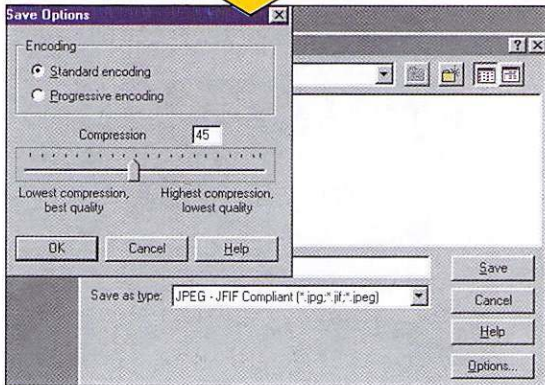 Save Options
Encoding
Standard encoding
Progressive encoding
Compression 45
Lowest compression, best quality
Highest compression, lowest quality
OK Cancel Help
Save
Save as type: JPEG - JFIF Compliant (*.jpg;*.jif;*.jpeg)
Cancel
Help
Options...